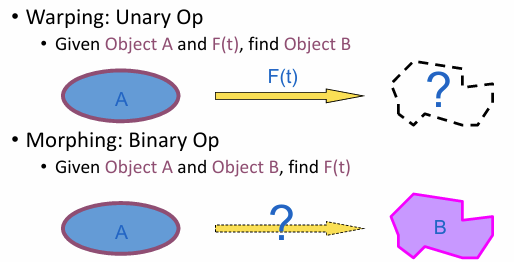 • Warping: Unary Op
• Given Object A and F(t), find Object B
A
F(t)
?
• Morphing: Binary Op
• Given Object A and Object B, find F(t)
A
?
B